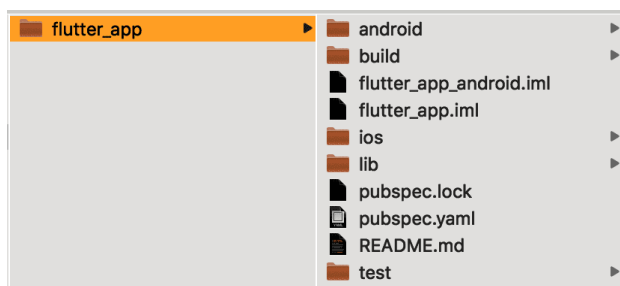 flutter_app
android
build
flutter_app_android.iml
flutter_app.iml
ios
lib
pubspec.lock
pubspec.yaml
README.md
test